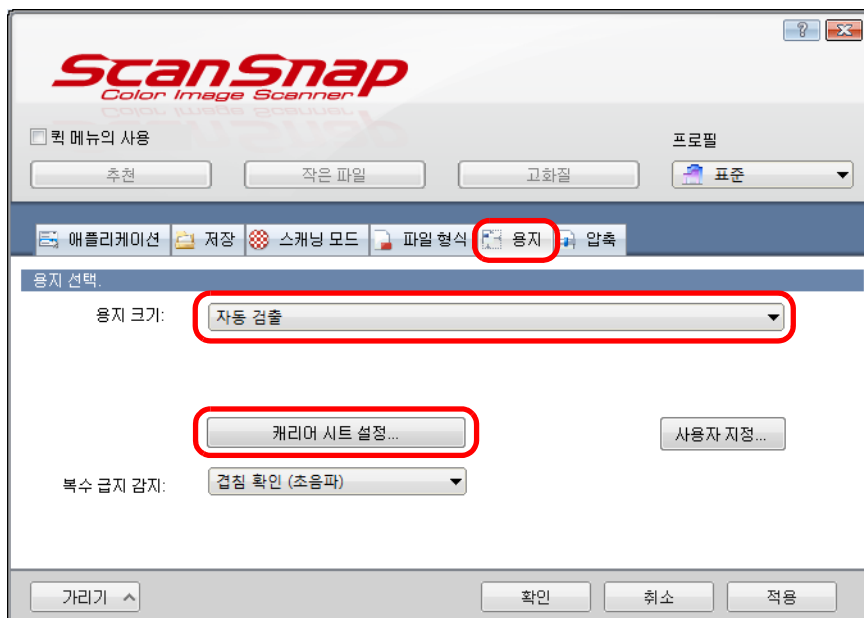 ScanSnap
Color Image Scanner
퀵 메뉴의 사용
프로필
추천 작은 파일 고화질 표준
애플리케이션 저장 스캐닝 모드 파일 형식 용지 압축
용지 선택.
용지 크기: 자동 검출
캐리어 시트 설정... 사용자 지정...
복수 급지 감지: 겹침 확인 (초음파)
가리기 확인 취소 적용